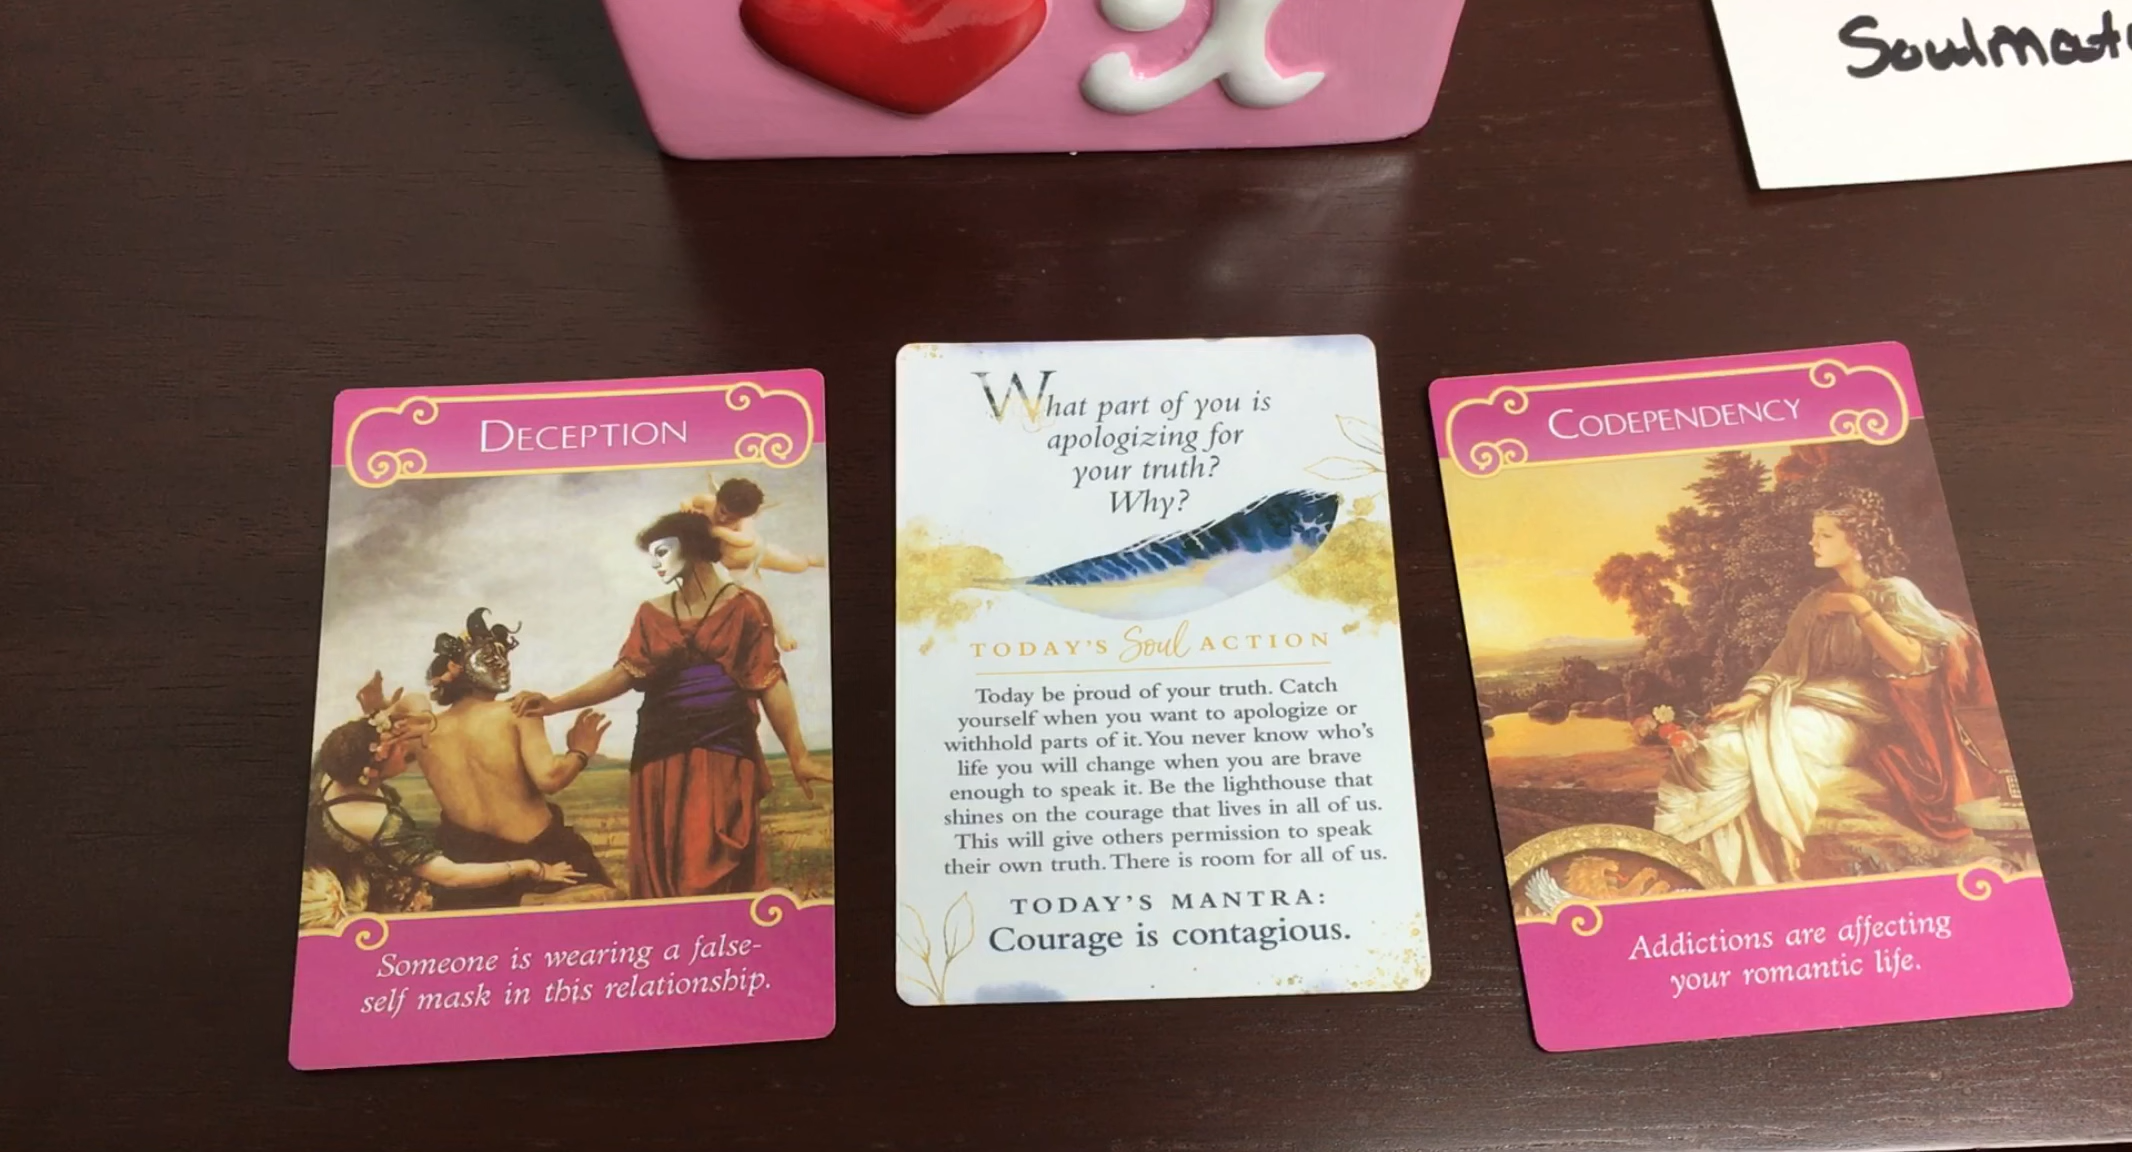 Soulmat
DECEPTION
Someone is wearing a false-
self mask in this relationship.
What part of you is
apologizing for
your truth?
Why?
TODAY'S Soul ACTION
Today be proud of your truth. Catch
yourself when you want to apologize or
withhold parts of it. You never know who's
life you will change when you are brave
enough to speak it. Be the lighthouse that
shines on the courage that lives in all of us.
This will give others permission to speak
their own truth. There is room for all of us.
TODAY'S MANTRA:
Courage is contagious.
CODEPENDENCY
Addictions are affecting
your romantic life.